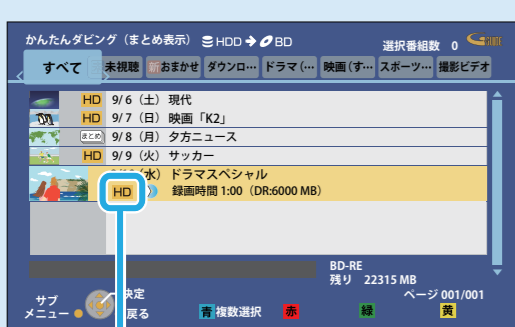 かんたんダビング（まとめ表示） HDD ➔ BD
選択番組数 0 GUIDE
すべて 未視聴 新おまかせ ダウンロ… ドラマ(… 映画(す… スポーツ… 撮影ビデオ
HD 9/ 6（土） 現代
HD 9/ 7（日） 映画「K2」
まとめ 9/ 8（月） 夕方ニュース
HD 9/ 9（火） サッカー
（水） ドラマスペシャル
HD 録画時間 1:00（DR:6000 MB）
BD-RE
残り 22315 MB
サブメニュー 決定
戻る
青 複数選択 赤 緑 黄
ページ 001/001